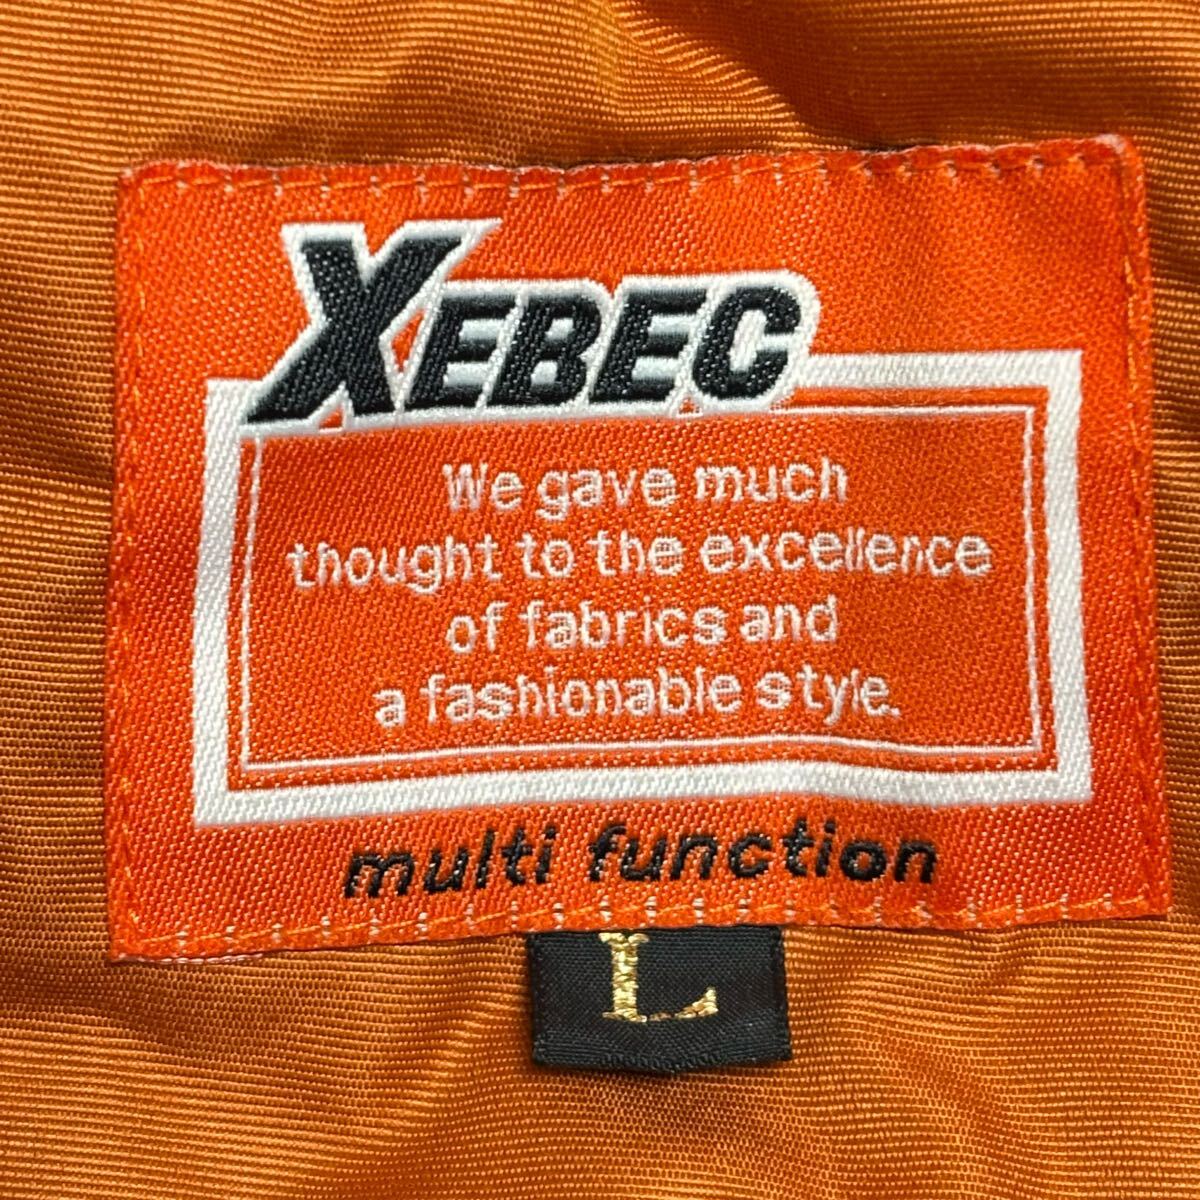 XEBEC
We gave much
thought to the excellence
of fabrics and
a fashionable style.
multi function
L